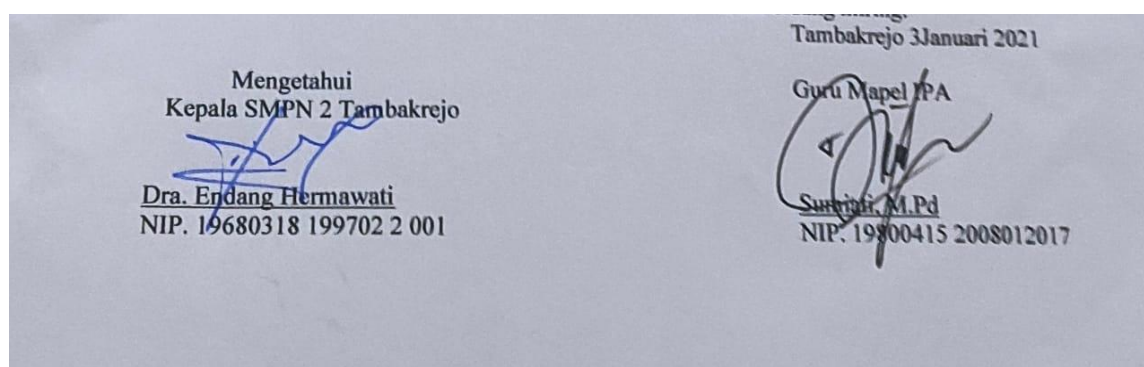 Tambakrejo 3Januari 2021
Mengetahui
Kepala SMPN 2 Tambakrejo
Guru Mapel IPA
Dra. Endang Hermawati
NIP. 19680318 199702 2 001
M.Pd
NIP. 19800415 2008012017